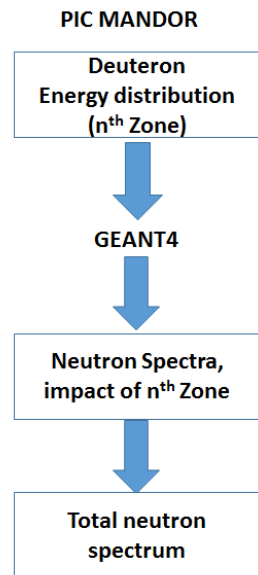 PIC MANDOR
Deuteron
Energy distribution
(nth Zone)
GEANT4
Neutron Spectra,
impact of nth Zone
Total neutron
spectrum